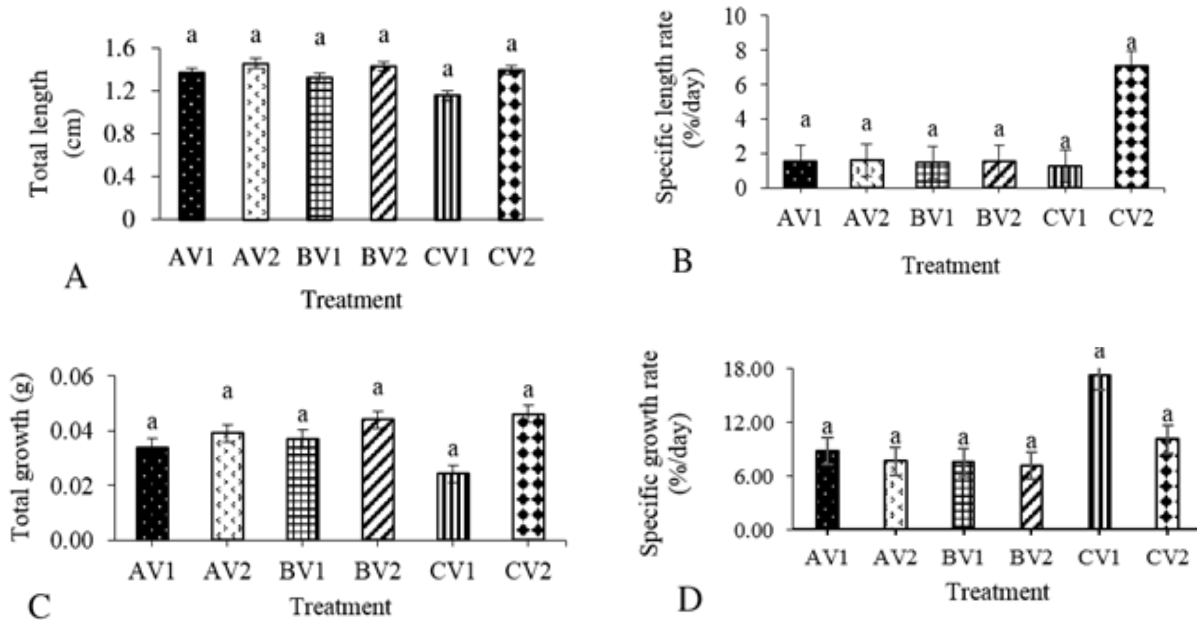 Total length
(cm)
1.6
1.2
0.8
0.4
0
a a a a a a
AV1 AV2 BV1 BV2 CV1 CV2
Treatment
A
Specific length rate
(%/day)
10
8
6
4
2
0
a a a a a a
AV1 AV2 BV1 BV2 CV1 CV2
Treatment
B
Total growth (g)
0.06
0.04
0.02
0.00
a a a a a a
AV1 AV2 BV1 BV2 CV1 CV2
Treatment
C
Specific growth rate
(%/day)
18.00
12.00
6.00
0.00
a a a a a a
AV1 AV2 BV1 BV2 CV1 CV2
Treatment
D